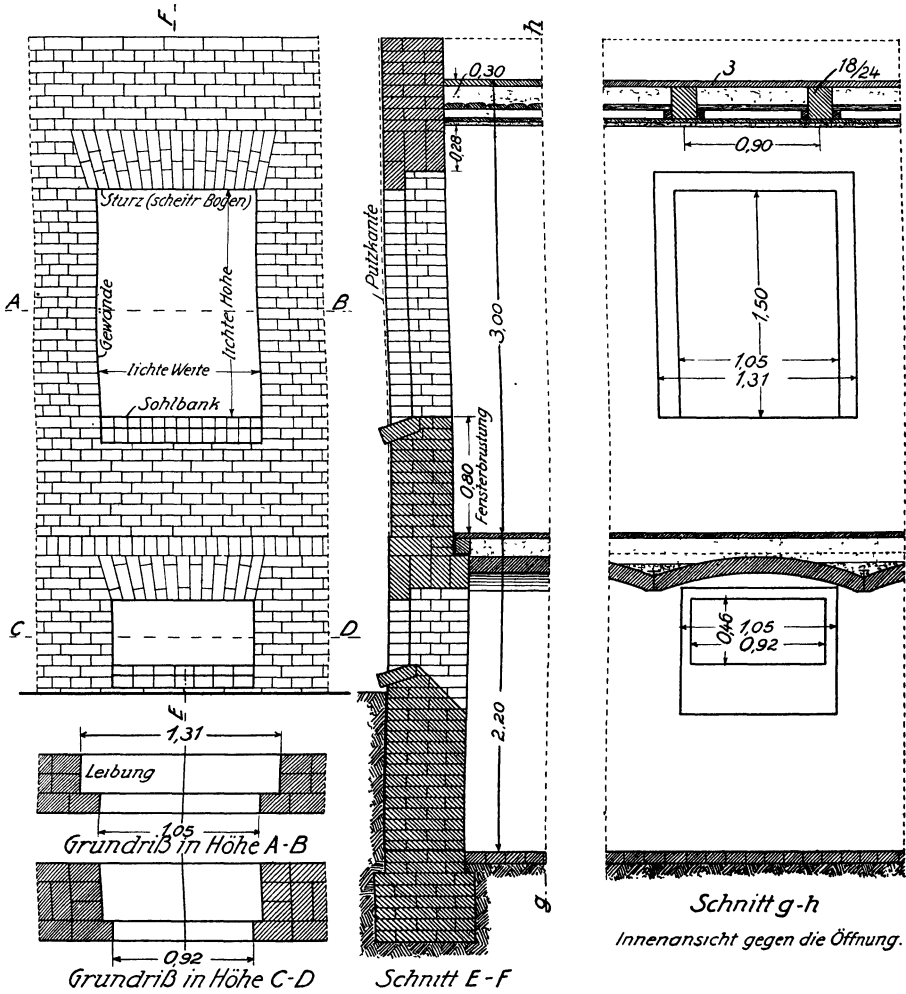 F
Sturz (scheitr Bogen)
lichte Höhe
Gewände
A
B
lichte Weite
Sohlbank
C
D
E
1,31
Leibung
1,05
Grundriß in Höhe A-B
0,92
Grundriß in Höhe C-D
h
0,30
0,28
Putzkante
3,00
0,80
Fensterbrüstung
2,20
g
Schnitt E-F
3
18/24
0,90
1,50
1,05
1,31
0,46
1,05
0,92
Schnitt g-h
Innenansicht gegen die Öffnung.